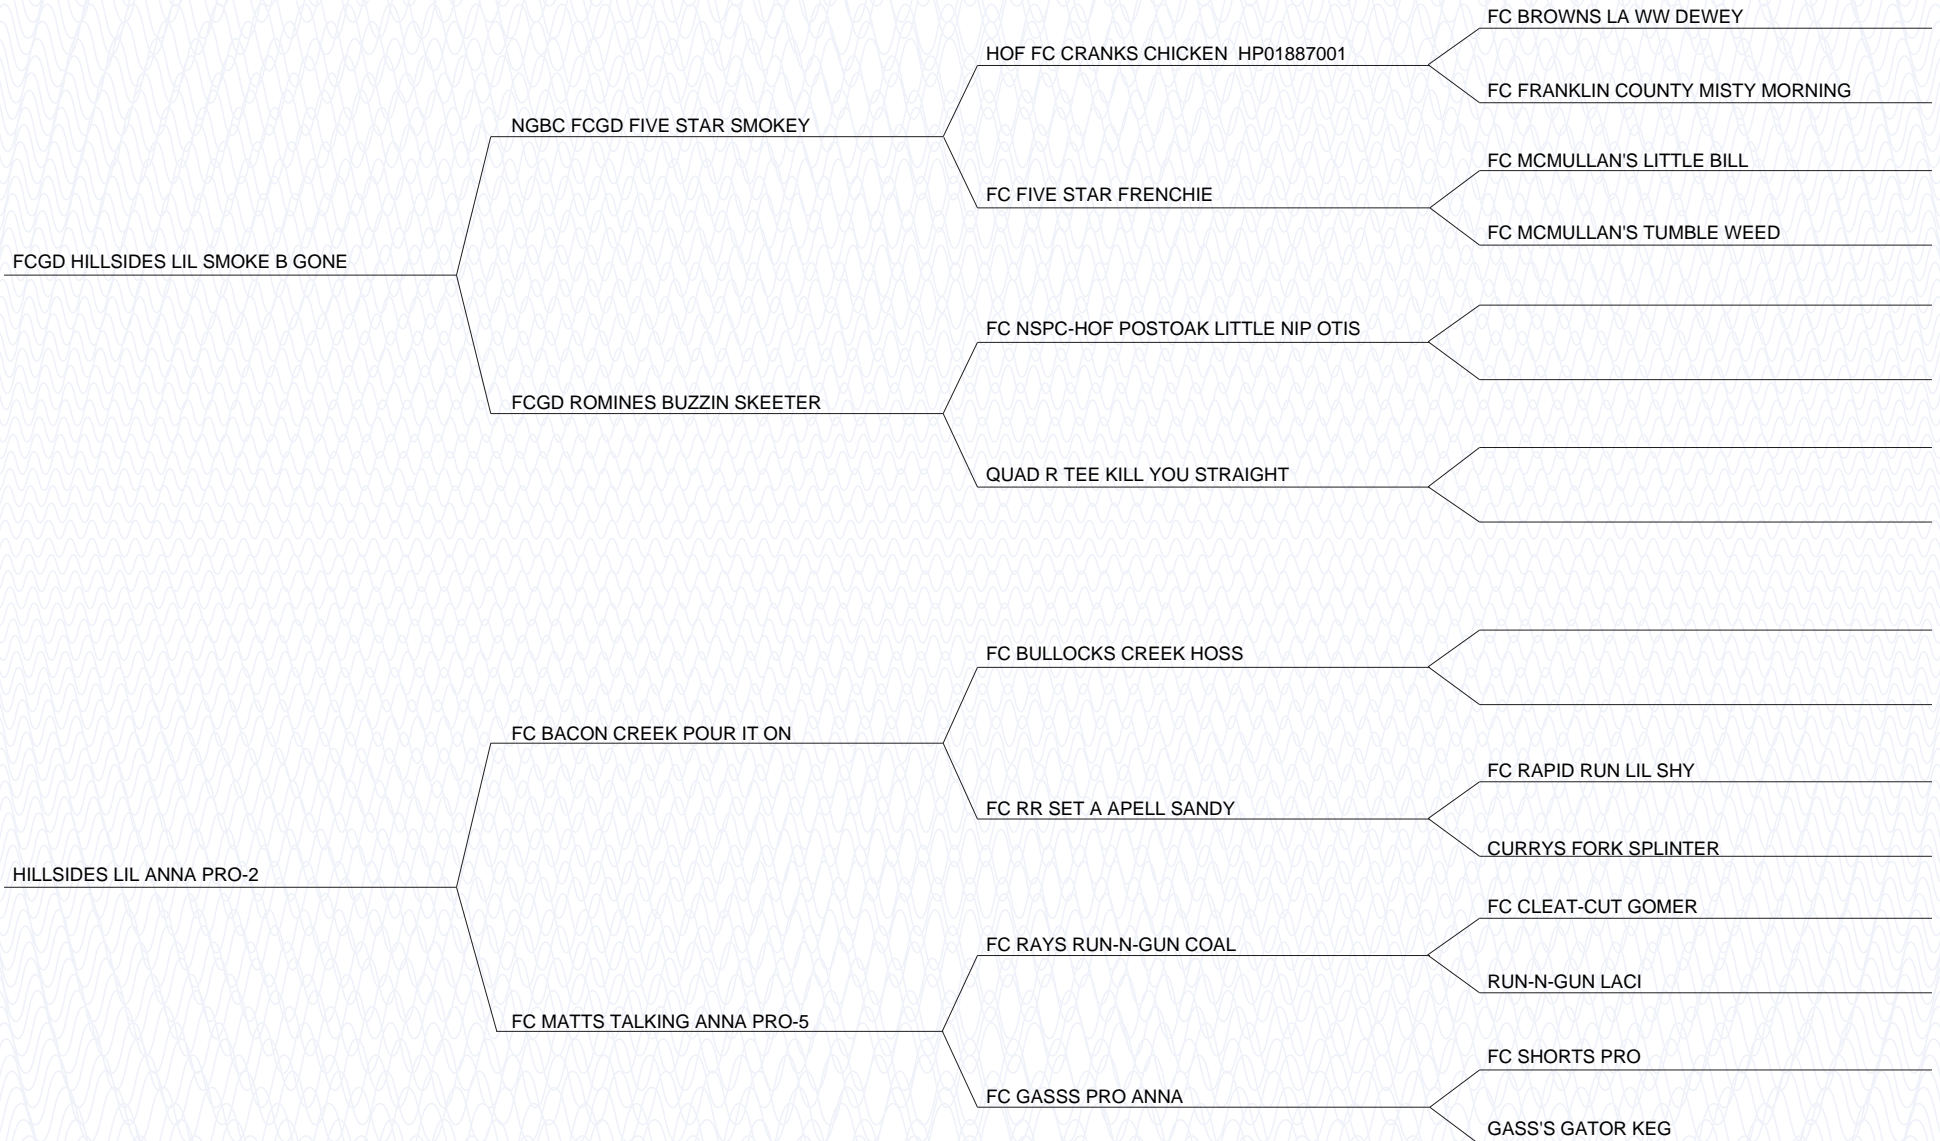 FC BROWNS LA WW DEWEY
HOF FC CRANKS CHICKEN  HP01887001
FC FRANKLIN COUNTY MISTY MORNING
NGBC FCGD FIVE STAR SMOKEY
FC MCMULLAN'S LITTLE BILL
FC FIVE STAR FRENCHIE
FC MCMULLAN'S TUMBLE WEED
FCGD HILLSIDES LIL SMOKE B GONE
FC NSPC-HOF POSTOAK LITTLE NIP OTIS
FCGD ROMINES BUZZIN SKEETER
QUAD R TEE KILL YOU STRAIGHT
FC BULLOCKS CREEK HOSS
FC BACON CREEK POUR IT ON
FC RAPID RUN LIL SHY
FC RR SET A APELL SANDY
CURRYS FORK SPLINTER
HILLSIDES LIL ANNA PRO-2
FC CLEAT-CUT GOMER
FC RAYS RUN-N-GUN COAL
RUN-N-GUN LACI
FC MATTS TALKING ANNA PRO-5
FC SHORTS PRO
FC GASSS PRO ANNA
GASS'S GATOR KEG